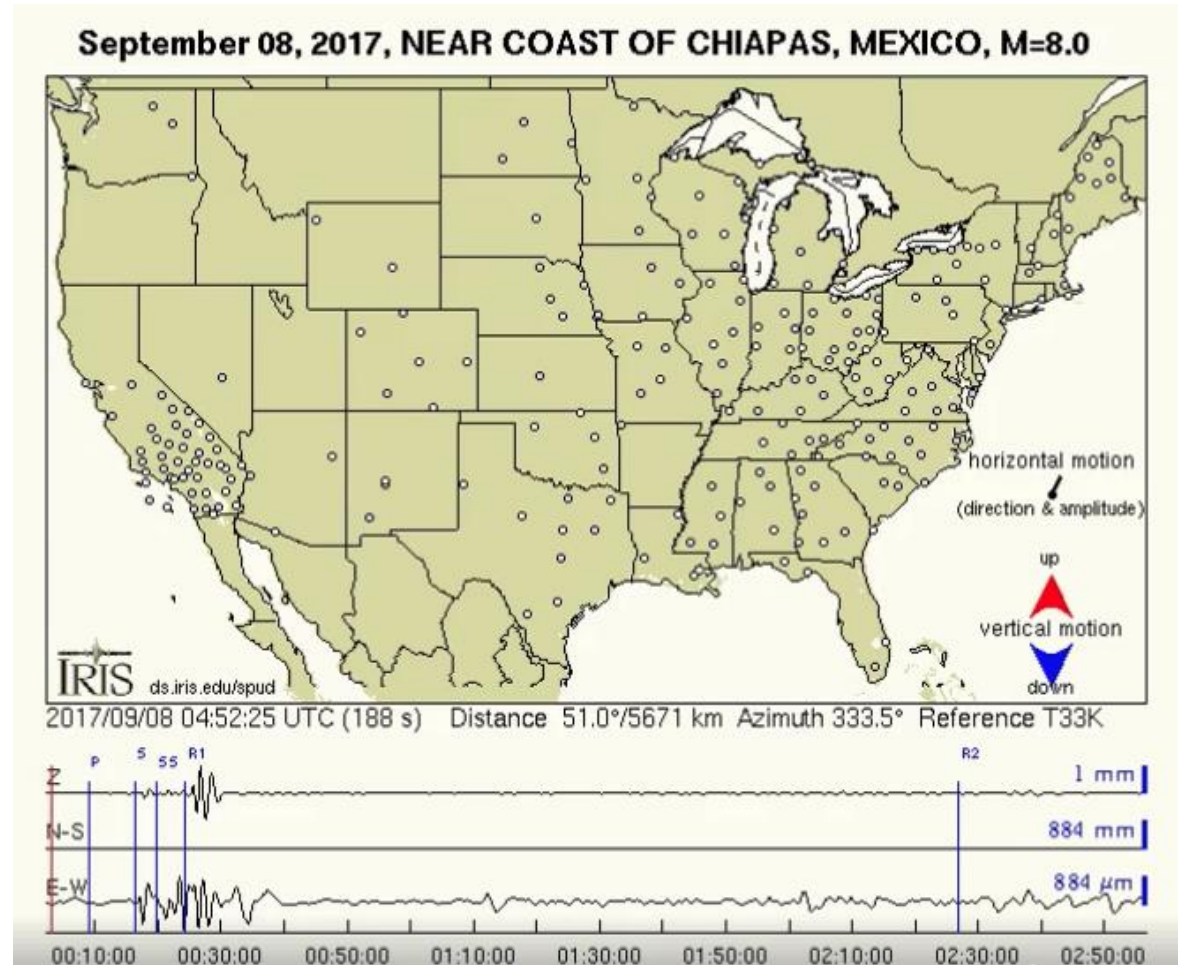 September 08, 2017, NEAR COAST OF CHIAPAS, MEXICO, M=8.0
horizontal motion
(direction & amplitude)
up
vertical motion
down
IRIS ds.iris.edu/spud
2017/09/08 04:52:25 UTC (188 s) Distance 51.0°/5671 km Azimuth 333.5° Reference T33K
P S SS R1 R2
Z 1 mm
N-S 884 mm
E-W 884 µm
00:10:00 00:30:00 00:50:00 01:10:00 01:30:00 01:50:00 02:10:00 02:30:00 02:50:00